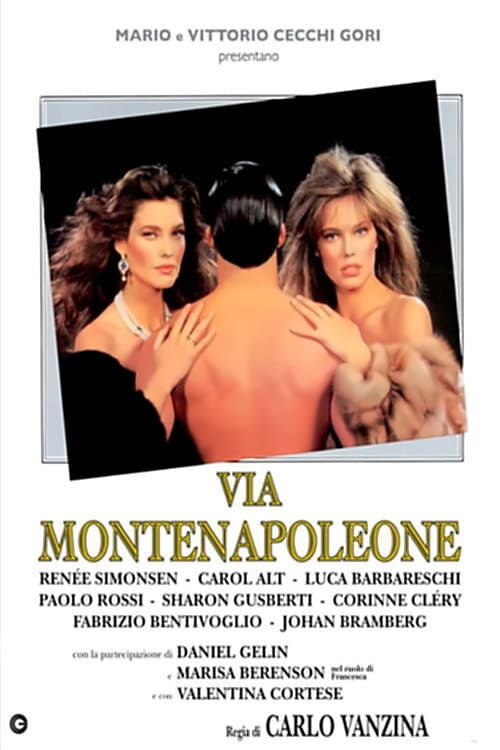 MARIO e VITTORIO CECCHI GORI
presentano
VIA
MONTENAPOLEONE
RENÉE SIMONSEN - CAROL ALT - LUCA BARBARESCHI
PAOLO ROSSI - SHARON GUSBERTI - CORINNE CLÉRY
FABRIZIO BENTIVOGLIO - JOHAN BRAMBERG
con la partecipazione di DANIEL GELIN
e MARISA BERENSON nel ruolo di Francesca
e con VALENTINA CORTESE
Regia di CARLO VANZINA